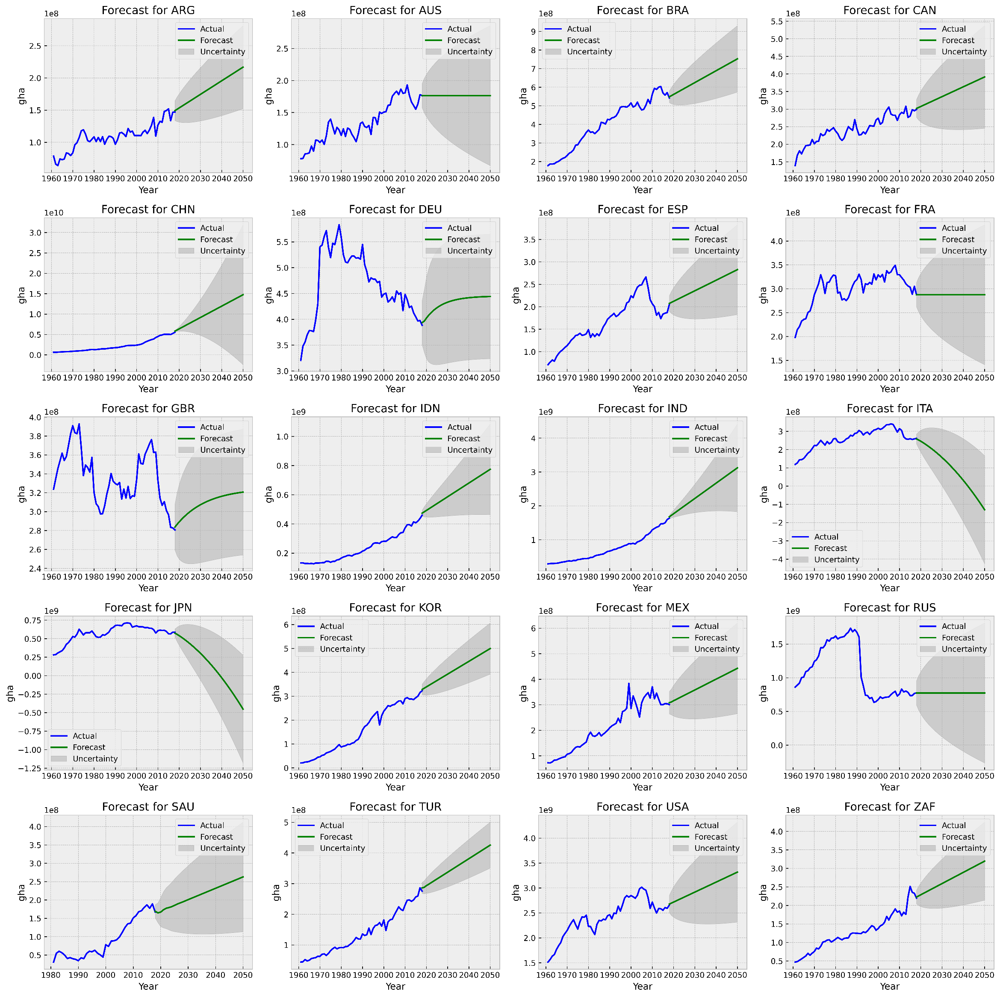 Forecast for ARG
1e8
Actual
Forecast
Uncertainty
2.5
2.0
1.5
1.0
gha
1960 1970 1980 1990 2000 2010 2020 2030 2040 2050
Year
Forecast for AUS
1e8
Actual
Forecast
Uncertainty
2.5
2.0
1.5
1.0
gha
1960 1970 1980 1990 2000 2010 2020 2030 2040 2050
Year
Forecast for BRA
1e8
Actual
Forecast
Uncertainty
9
8
7
6
5
4
3
2
gha
1960 1970 1980 1990 2000 2010 2020 2030 2040 2050
Year
Forecast for CAN
1e8
Actual
Forecast
Uncertainty
5.5
5.0
4.5
4.0
3.5
3.0
2.5
2.0
1.5
gha
1960 1970 1980 1990 2000 2010 2020 2030 2040 2050
Year
Forecast for CHN
1e10
Actual
Forecast
Uncertainty
3.0
2.5
2.0
1.5
1.0
0.5
0.0
gha
1960 1970 1980 1990 2000 2010 2020 2030 2040 2050
Year
Forecast for DEU
1e8
Actual
Forecast
Uncertainty
5.5
5.0
4.5
4.0
3.5
3.0
gha
1960 1970 1980 1990 2000 2010 2020 2030 2040 2050
Year
Forecast for ESP
1e8
Actual
Forecast
Uncertainty
3.5
3.0
2.5
2.0
1.5
1.0
gha
1960 1970 1980 1990 2000 2010 2020 2030 2040 2050
Year
Forecast for FRA
1e8
Actual
Forecast
Uncertainty
4.0
3.5
3.0
2.5
2.0
1.5
gha
1960 1970 1980 1990 2000 2010 2020 2030 2040 2050
Year
Forecast for GBR
1e8
Actual
Forecast
Uncertainty
4.0
3.8
3.6
3.4
3.2
3.0
2.8
2.6
2.4
gha
1960 1970 1980 1990 2000 2010 2020 2030 2040 2050
Year
Forecast for IDN
1e9
Actual
Forecast
Uncertainty
1.0
0.8
0.6
0.4
0.2
gha
1960 1970 1980 1990 2000 2010 2020 2030 2040 2050
Year
Forecast for IND
1e9
Actual
Forecast
Uncertainty
4
3
2
1
gha
1960 1970 1980 1990 2000 2010 2020 2030 2040 2050
Year
Forecast for ITA
1e8
3
2
1
0
−1
−2
−3
−4
gha
Actual
Forecast
Uncertainty
1960 1970 1980 1990 2000 2010 2020 2030 2040 2050
Year
Forecast for JPN
1e9
0.75
0.50
0.25
0.00
−0.25
−0.50
−0.75
−1.00
−1.25
gha
Actual
Forecast
Uncertainty
1960 1970 1980 1990 2000 2010 2020 2030 2040 2050
Year
Forecast for KOR
1e8
Actual
Forecast
Uncertainty
6
5
4
3
2
1
0
gha
1960 1970 1980 1990 2000 2010 2020 2030 2040 2050
Year
Forecast for MEX
1e8
Actual
Forecast
Uncertainty
6
5
4
3
2
1
gha
1960 1970 1980 1990 2000 2010 2020 2030 2040 2050
Year
Forecast for RUS
1e9
Actual
Forecast
Uncertainty
1.5
1.0
0.5
0.0
gha
1960 1970 1980 1990 2000 2010 2020 2030 2040 2050
Year
Forecast for SAU
1e8
Actual
Forecast
Uncertainty
4.0
3.5
3.0
2.5
2.0
1.5
1.0
0.5
gha
1980 1990 2000 2010 2020 2030 2040 2050
Year
Forecast for TUR
1e8
Actual
Forecast
Uncertainty
5
4
3
2
1
gha
1960 1970 1980 1990 2000 2010 2020 2030 2040 2050
Year
Forecast for USA
1e9
Actual
Forecast
Uncertainty
4.0
3.5
3.0
2.5
2.0
1.5
gha
1960 1970 1980 1990 2000 2010 2020 2030 2040 2050
Year
Forecast for ZAF
1e8
Actual
Forecast
Uncertainty
4.0
3.5
3.0
2.5
2.0
1.5
1.0
0.5
gha
1960 1970 1980 1990 2000 2010 2020 2030 2040 2050
Year